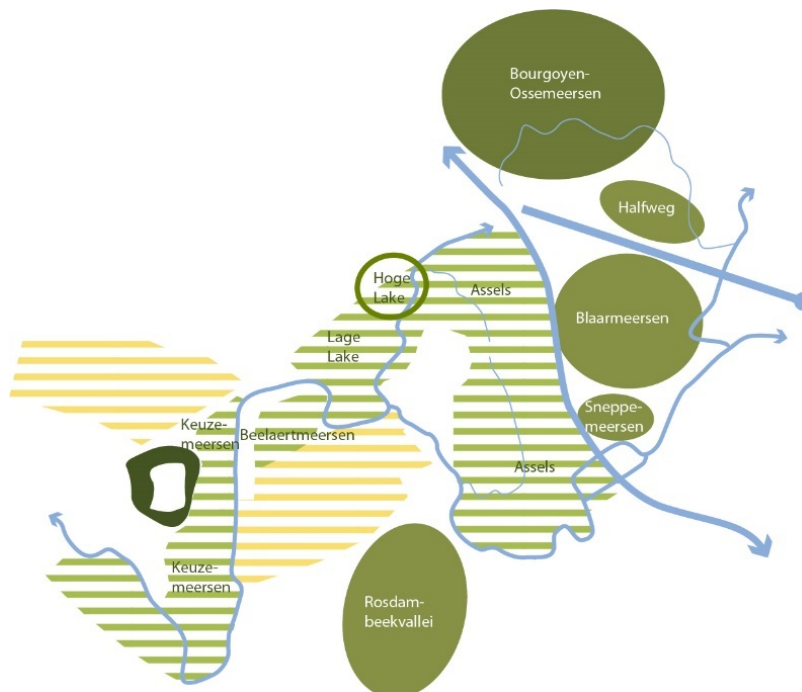 Bourgoyen-
Ossemeersen
Halfweg
Hoge
Lake
Assels
Blaarmeersen
Lage
Lake
Sneppe-
meersen
Keuze-
meersen
Beelaertmeersen
Assels
Keuze-
meersen
Rosdam-
beekvallei